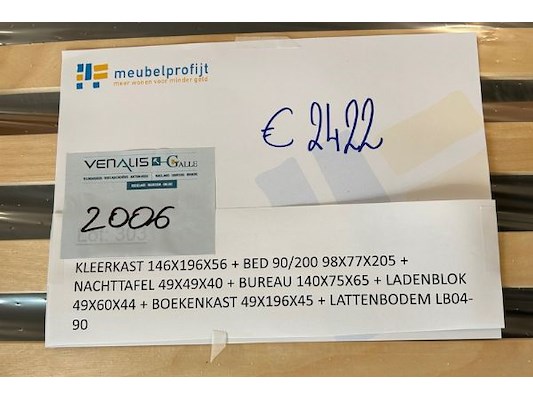 meubelprofijt
meer wonen voor minder geld
€ 2422
VENALIS GALLE
2006
KLEERKAST 146X196X56 + BED 90/200 98X77X205 +
NACHTTAFEL 49X49X40 + BUREAU 140X75X65 + LADENBLOK
49X60X44 + BOEKENKAST 49X196X45 + LATTENBODEM LB04-
90